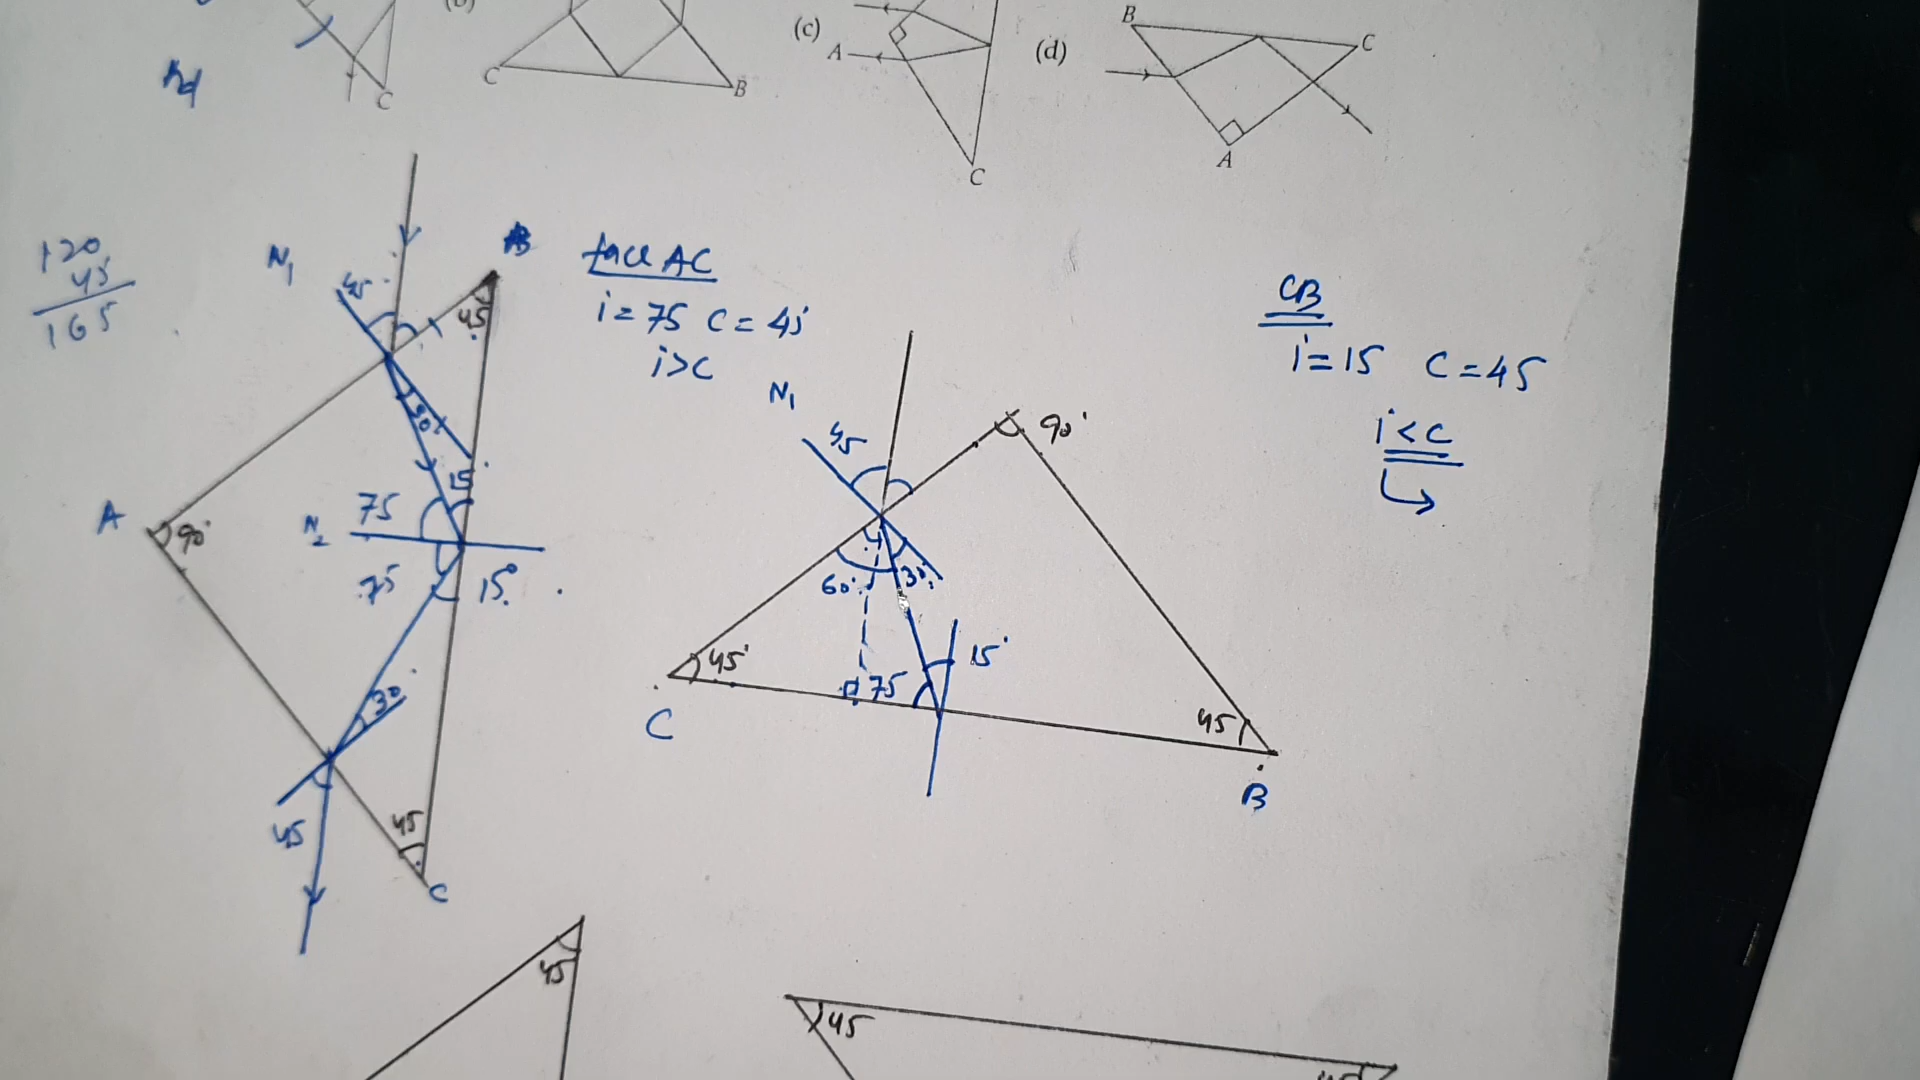 (c)
(d)
C
B
A
C
B
C
A
C
120
45
165
N₁
45
B
45
30
15
A
90°
N₂
75
75
15°
30
45
45
C
face AC
i = 75 C = 45
i>C
CB
i = 15 C = 45
i < C
N₁
45
90°
60°
30
45°
75
15°
45
C
B
45
45
45